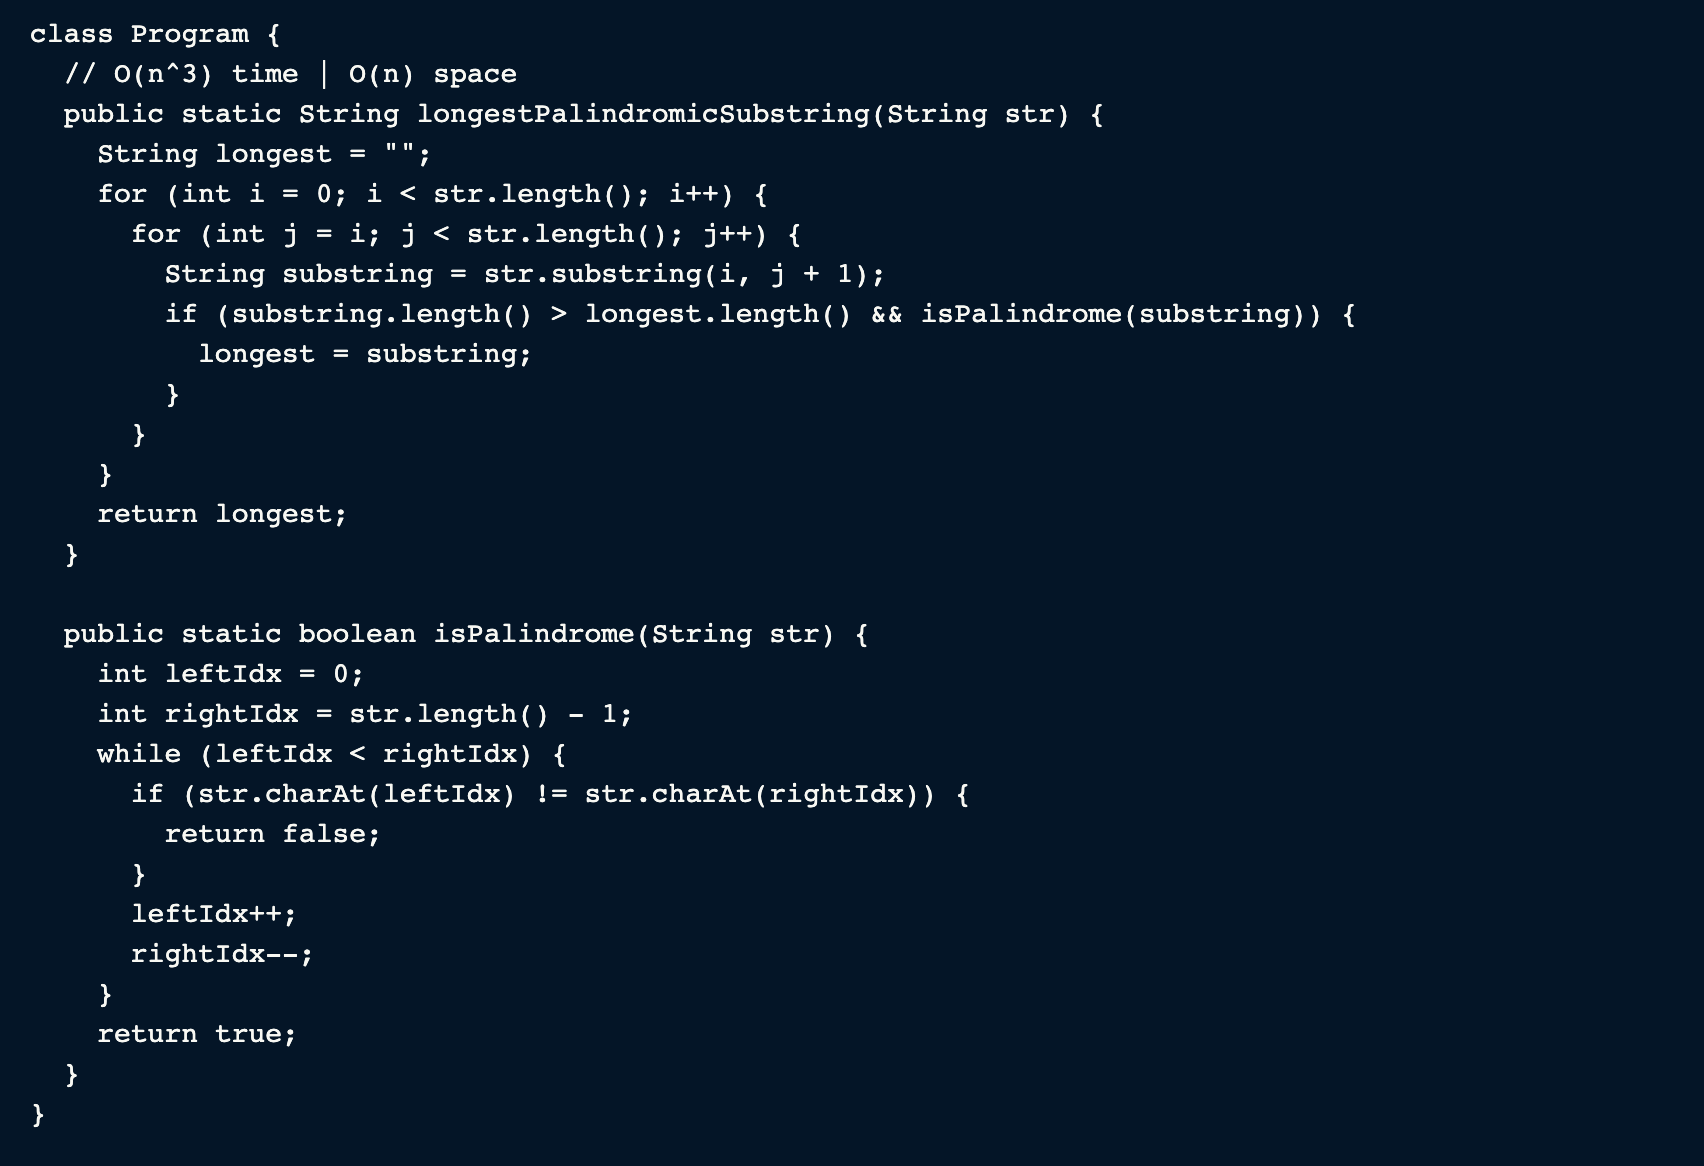 class Program {
  // O(n^3) time | O(n) space
  public static String longestPalindromicSubstring(String str) {
    String longest = "";
    for (int i = 0; i < str.length(); i++) {
      for (int j = i; j < str.length(); j++) {
        String substring = str.substring(i, j + 1);
        if (substring.length() > longest.length() && isPalindrome(substring)) {
          longest = substring;
        }
      }
    }
    return longest;
  }

  public static boolean isPalindrome(String str) {
    int leftIdx = 0;
    int rightIdx = str.length() - 1;
    while (leftIdx < rightIdx) {
      if (str.charAt(leftIdx) != str.charAt(rightIdx)) {
        return false;
      }
      leftIdx++;
      rightIdx--;
    }
    return true;
  }
}